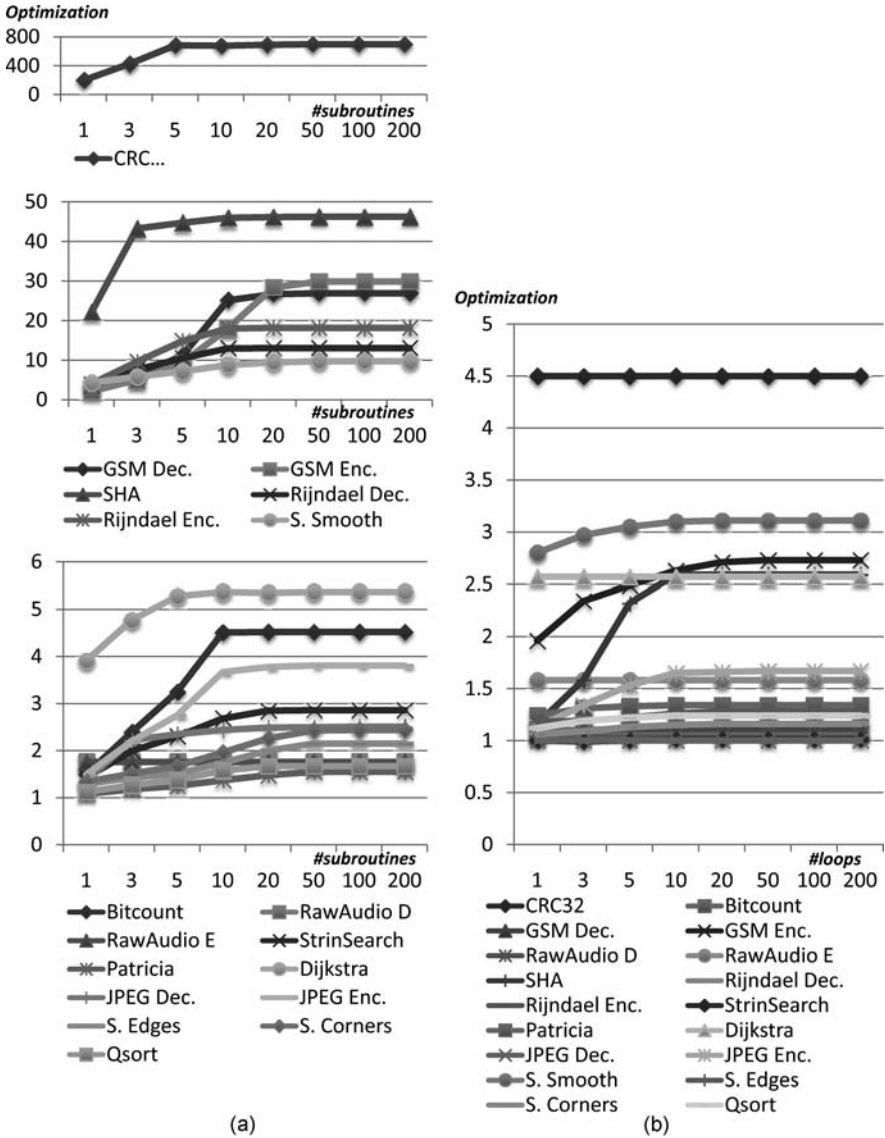 Optimization
800
400
0
#subroutines
1 3 5 10 20 50 100 200
CRC...
50
40
30
20
10
0
#subroutines
1 3 5 10 20 50 100 200
GSM Dec. GSM Enc.
SHA Rijndael Dec.
Rijndael Enc. S. Smooth
6
5
4
3
2
1
0
#subroutines
1 3 5 10 20 50 100 200
Bitcount RawAudio D
RawAudio E StrinSearch
Patricia Dijkstra
JPEG Dec. JPEG Enc.
S. Edges S. Corners
Qsort
(a)
Optimization
5
4.5
4
3.5
3
2.5
2
1.5
1
0.5
0
#loops
1 3 5 10 20 50 100 200
CRC32 Bitcount
GSM Dec. GSM Enc.
RawAudio D RawAudio E
SHA Rijndael Dec.
Rijndael Enc. StrinSearch
Patricia Dijkstra
JPEG Dec. JPEG Enc.
S. Smooth S. Edges
S. Corners Qsort
(b)